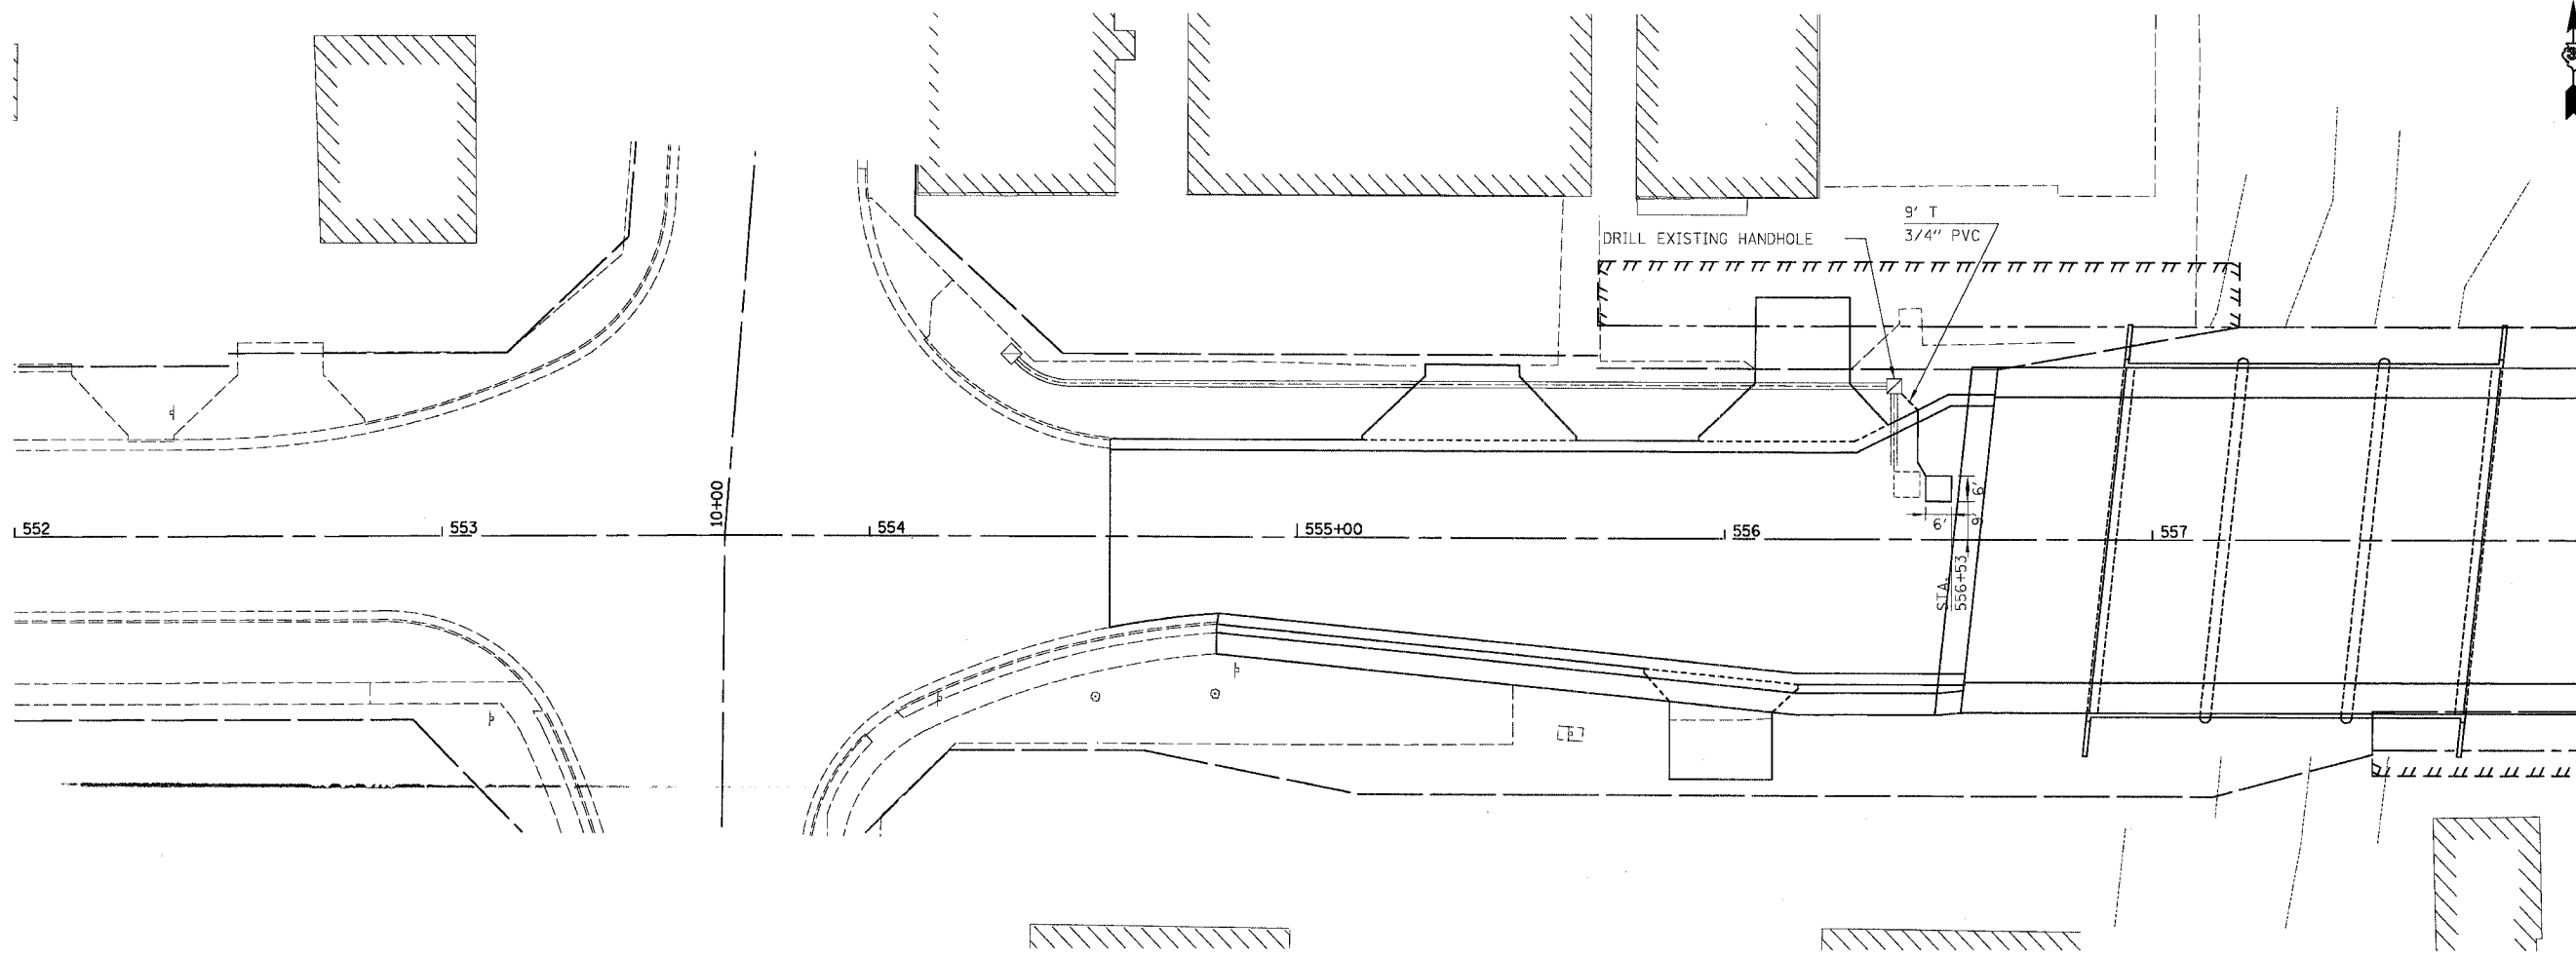 9' T
3/4" PVC
DRILL EXISTING HANDHOLE
6'
6'
9'
10+00
552
553
554
555+00
556
557
STA.
556+53